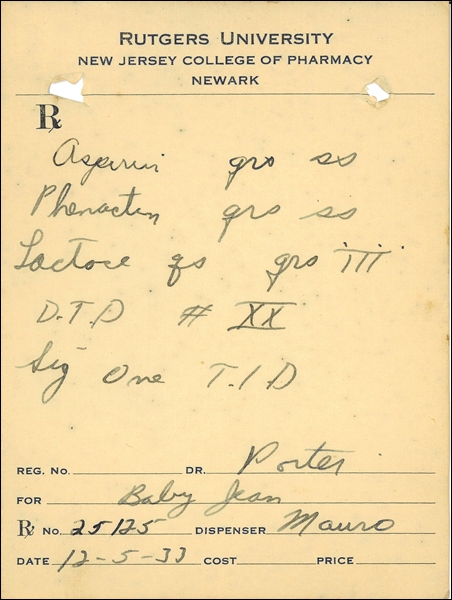 RUTGERS UNIVERSITY
NEW JERSEY COLLEGE OF PHARMACY
NEWARK
℞
Aspirin grs ss
Phenactin grs ss
Lactose qs grs iii
D.T.D # XX
Sig One T.I.D
REG. NO. DR. Porter
FOR Baby Jean
℞ NO. 25125 DISPENSER Mauro
DATE 12-5-33 COST PRICE